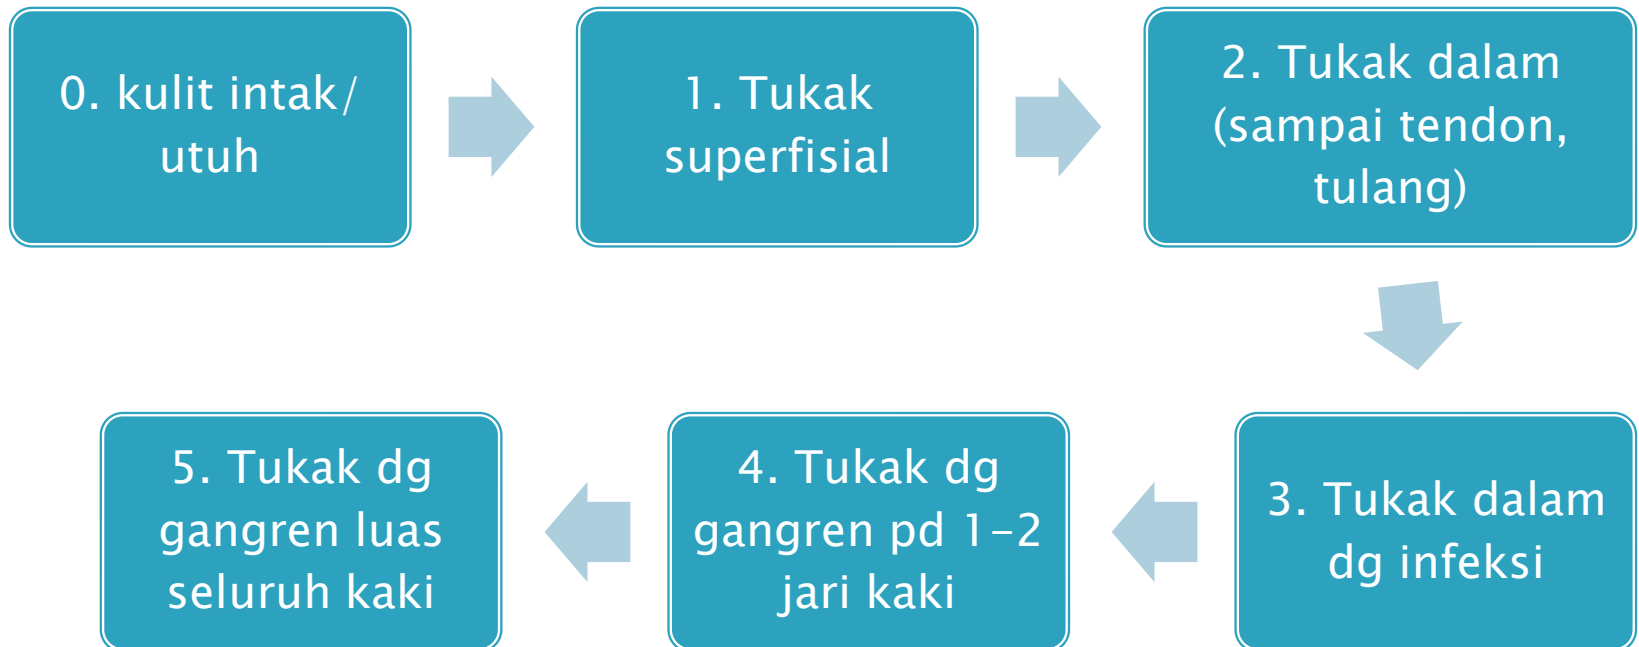 0. kulit intak/
utuh
1. Tukak
superfisial
2. Tukak dalam
(sampai tendon,
tulang)
3. Tukak dalam
dg infeksi
4. Tukak dg
gangren pd 1-2
jari kaki
5. Tukak dg
gangren luas
seluruh kaki